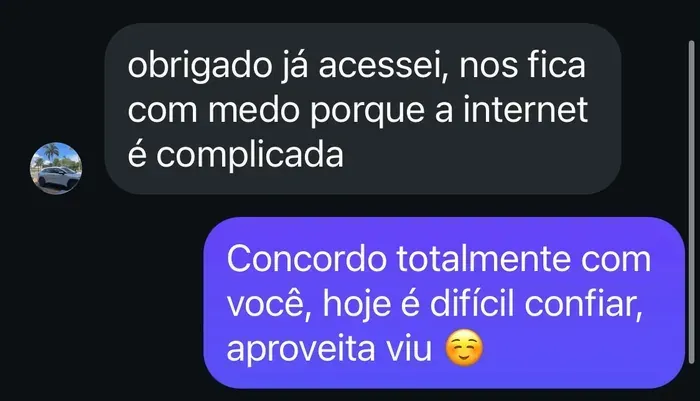 obrigado já acessei, nos fica
com medo porque a internet
é complicada
Concordo totalmente com
você, hoje é difícil confiar,
aproveita viu ☺️